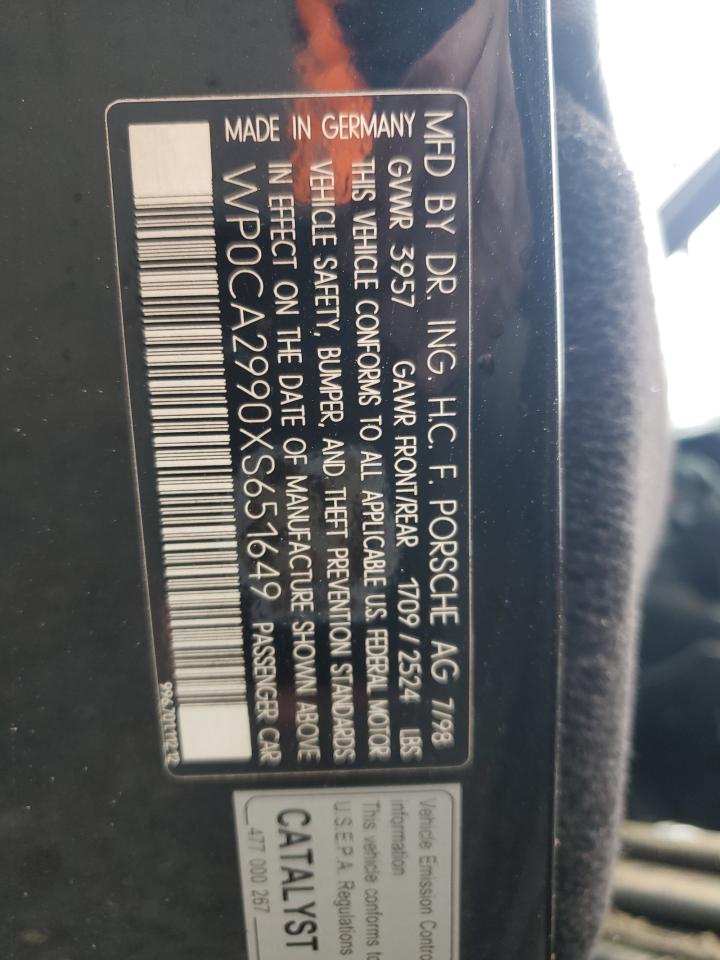 MFD BY DR. ING. H.C. F. PORSCHE AG 7/98
GVWR 3957 GAWR FRONT/REAR 1709 / 2524 LBS
THIS VEHICLE CONFORMS TO ALL APPLICABLE U.S. FEDERAL MOTOR
VEHICLE SAFETY, BUMPER, AND THEFT PREVENTION STANDARDS
IN EFFECT ON THE DATE OF MANUFACTURE SHOWN ABOVE
MADE IN GERMANY
WP0CA2990XS651649 PASSENGER CAR
Vehicle Emission Contro
information
This vehicle conforms to
U.S.E.P.A. Regulations
CATALYST
477 000 267